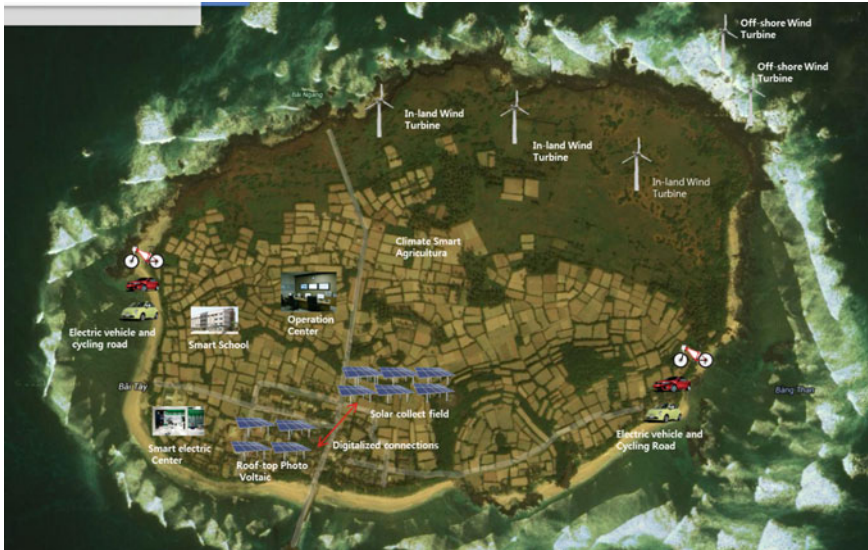 Off-shore Wind
Turbine
Off-shore Wind
Turbine
Bãi Ngang
In-land Wind
Turbine
In-land Wind
Turbine
In-land Wind
Turbine
Climate Smart
Agricultura
Operation
Center
Smart School
Electric vehicle and
cycling road
Bãi Tây
Solar collect field
Smart electric
Center
Digitalized connections
Roof-top Photo
Voltaic
Electric vehicle and
Cycling Road